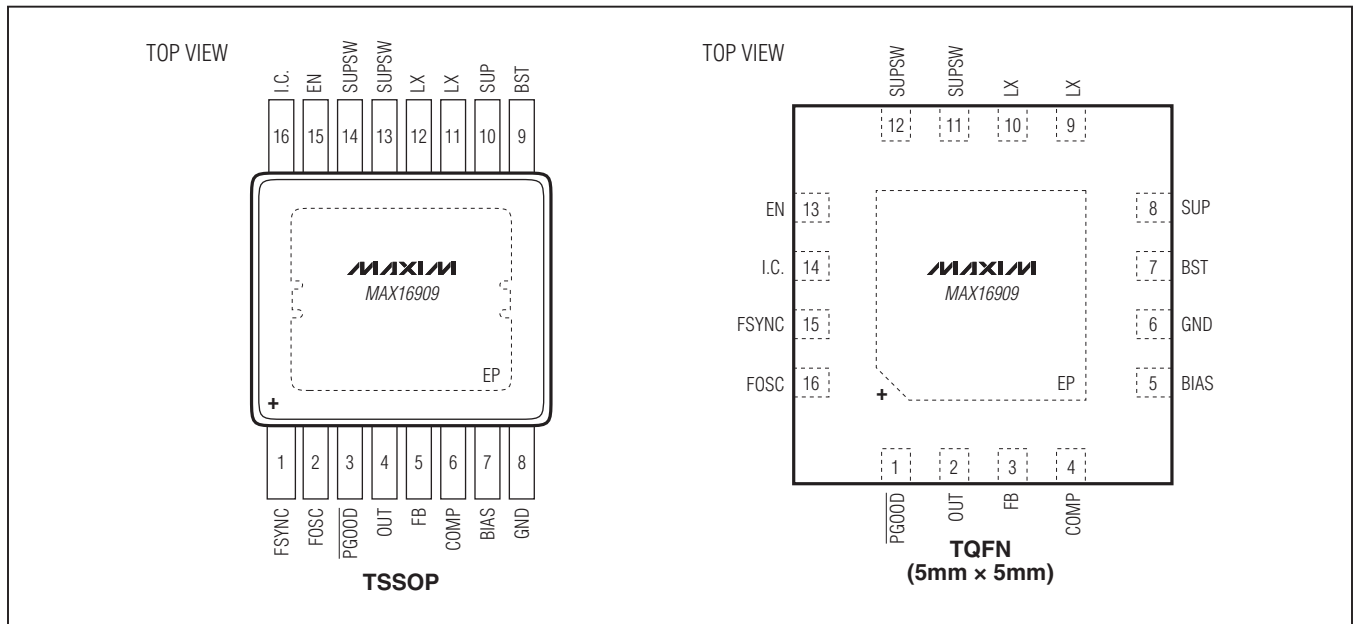 TOP VIEW
I.C. EN SUPSW SUPSW LX LX SUP BST
16 15 14 13 12 11 10 9
MAXIM
MAX16909
EP
+
1 2 3 4 5 6 7 8
FSYNC FOSC PGOOD OUT FB COMP BIAS GND
TSSOP
TOP VIEW
SUPSW SUPSW LX LX
12 11 10 9
EN 13 8 SUP
I.C. 14 7 BST
MAXIM
MAX16909
FSYNC 15 6 GND
FOSC 16 5 BIAS
EP
+
1 2 3 4
PGOOD OUT FB COMP
TQFN
(5mm × 5mm)